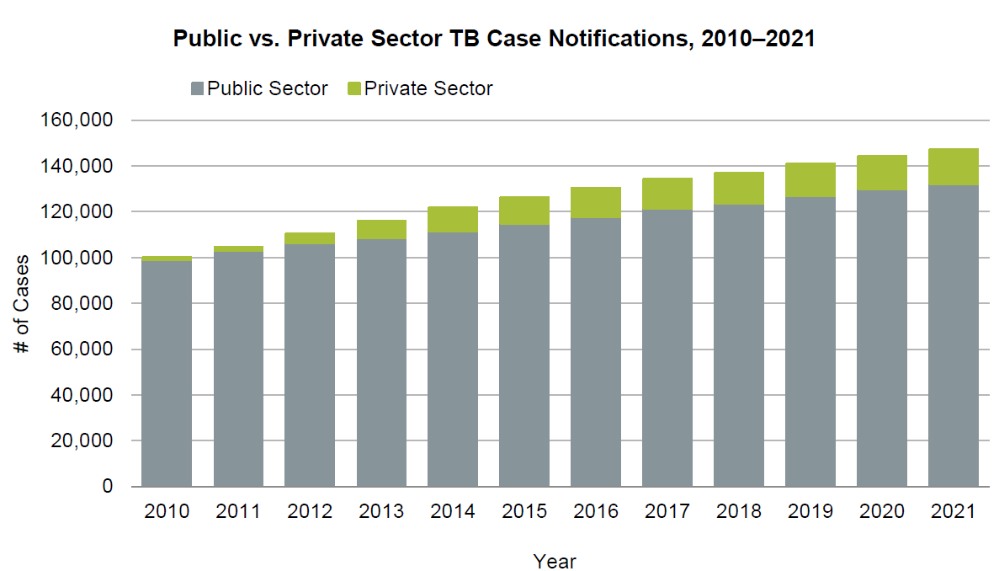 Public vs. Private Sector TB Case Notifications, 2010–2021
Public Sector Private Sector
160,000
140,000
120,000
100,000
80,000
60,000
40,000
20,000
0
# of Cases
2010 2011 2012 2013 2014 2015 2016 2017 2018 2019 2020 2021
Year